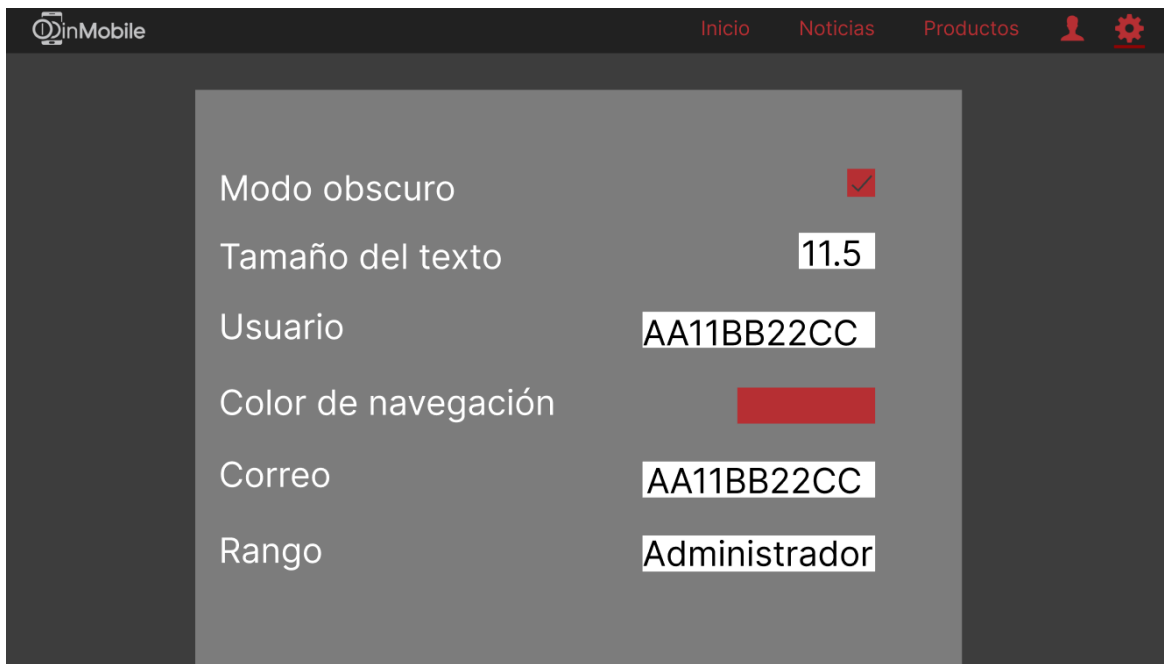 OdinMobile
Inicio Noticias Productos
Modo obscuro
Tamaño del texto 11.5
Usuario AA11BB22CC
Color de navegación
Correo AA11BB22CC
Rango Administrador